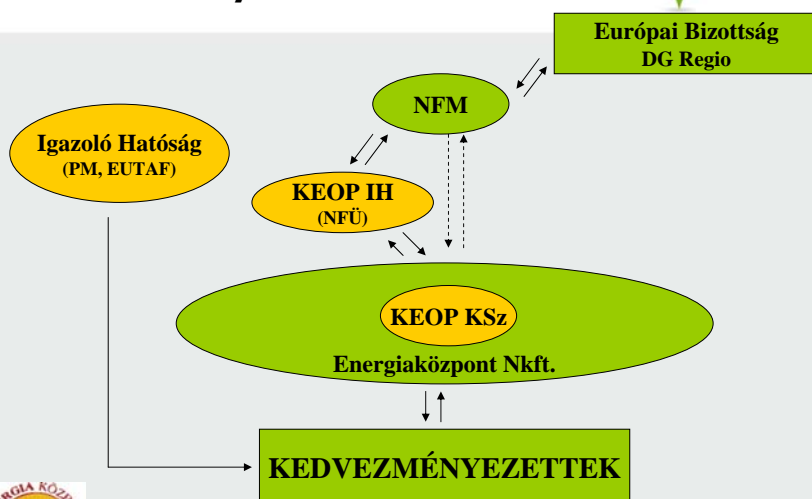 Európai Bizottság
DG Regio
NFM
Igazoló Hatóság
(PM, EUTAF)
KEOP IH
(NFÜ)
KEOP KSz
Energiaközpont Nkft.
KEDVEZMÉNYEZETTEK